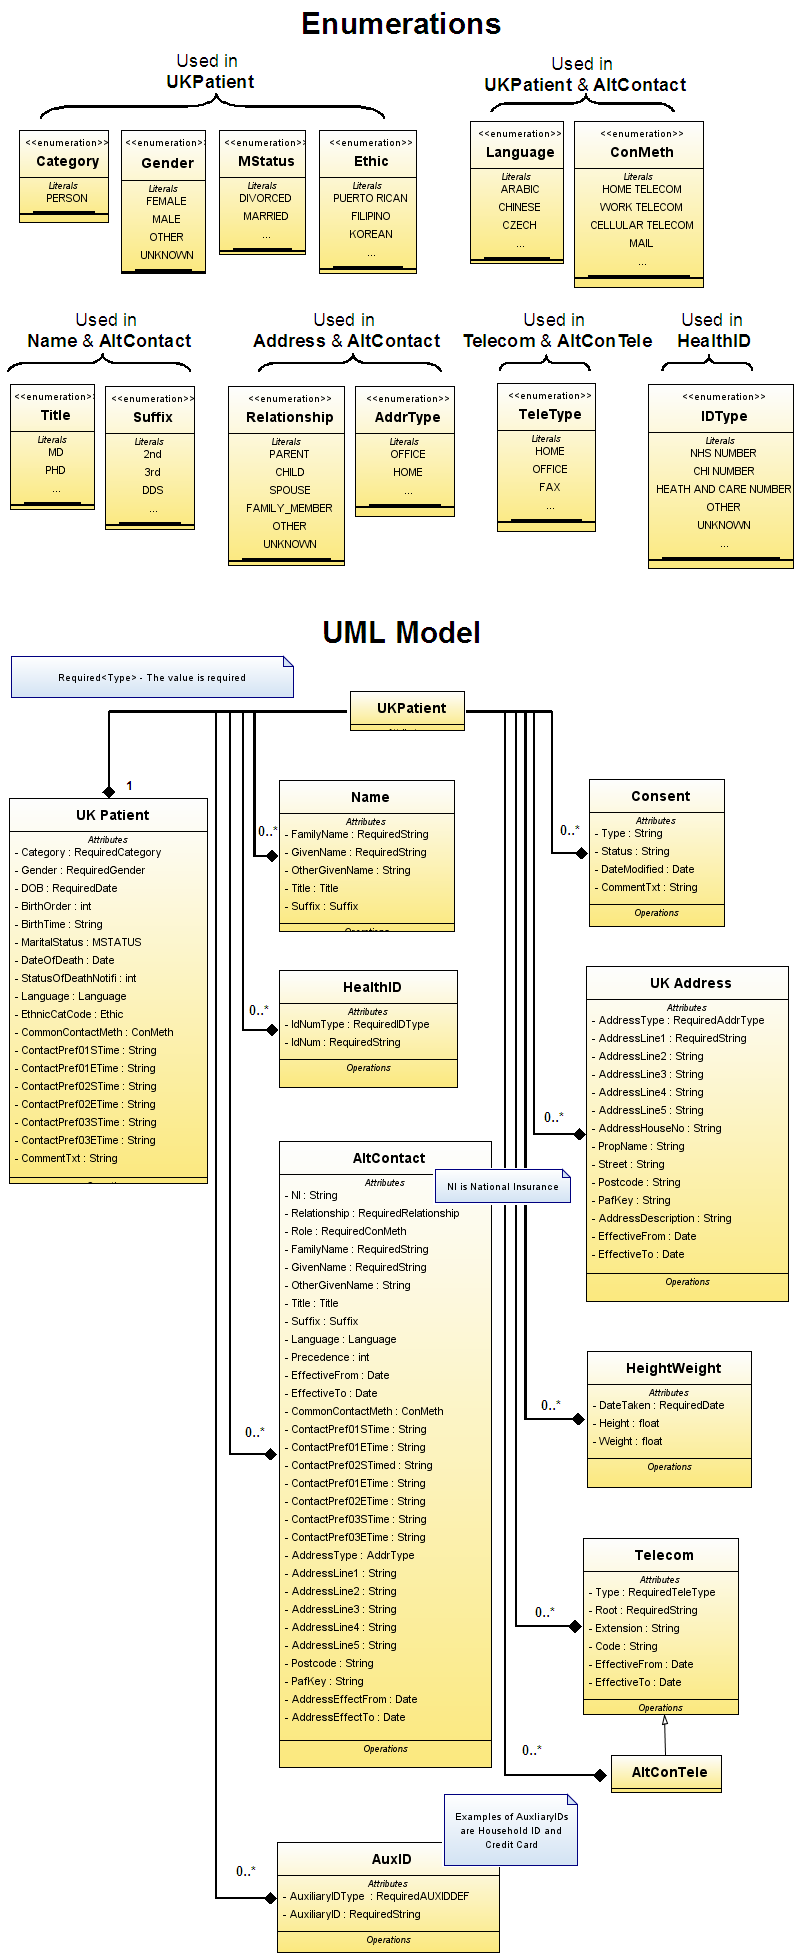 Enumerations
Used in
UKPatient
Used in
UKPatient & AltContact
<<enumeration>>
Category
Literals
PERSON
<<enumeration>>
Gender
Literals
FEMALE
MALE
OTHER
UNKNOWN
<<enumeration>>
MStatus
Literals
DIVORCED
MARRIED
...
<<enumeration>>
Ethic
Literals
PUERTO RICAN
FILIPINO
KOREAN
...
<<enumeration>>
Language
Literals
ARABIC
CHINESE
CZECH
...
<<enumeration>>
ConMeth
Literals
HOME TELECOM
WORK TELECOM
CELLULAR TELECOM
MAIL
...
Used in
Name & AltContact
Used in
Address & AltContact
Used in
Telecom & AltConTele
Used in
HealthID
<<enumeration>>
Title
Literals
MD
PHD
...
<<enumeration>>
Suffix
Literals
2nd
3rd
DDS
...
<<enumeration>>
Relationship
Literals
PARENT
CHILD
SPOUSE
FAMILY_MEMBER
OTHER
UNKNOWN
<<enumeration>>
AddrType
Literals
OFFICE
HOME
...
<<enumeration>>
TeleType
Literals
HOME
OFFICE
FAX
...
<<enumeration>>
IDType
Literals
NHS NUMBER
CHI NUMBER
HEATH AND CARE NUMBER
OTHER
UNKNOWN
...
UML Model
Required<Type> - The value is required
UKPatient
1
UK Patient
Attributes
- Category : RequiredCategory
- Gender : RequiredGender
- DOB : RequiredDate
- BirthOrder : int
- BirthTime : String
- MaritalStatus : MSTATUS
- DateOfDeath : Date
- StatusOfDeathNotifi : int
- Language : Language
- EthnicCatCode : Ethic
- CommonContactMeth : ConMeth
- ContactPref01STime : String
- ContactPref01ETime : String
- ContactPref02STime : String
- ContactPref02ETime : String
- ContactPref03STime : String
- ContactPref03ETime : String
- CommentTxt : String
Operations
0..*
Name
Attributes
- FamilyName : RequiredString
- GivenName : RequiredString
- OtherGivenName : String
- Title : Title
- Suffix : Suffix
Operations
0..*
Consent
Attributes
- Type : String
- Status : String
- DateModified : Date
- CommentTxt : String
Operations
0..*
HealthID
Attributes
- IdNumType : RequiredIDType
- IdNum : RequiredString
Operations
0..*
UK Address
Attributes
- AddressType : RequiredAddrType
- AddressLine1 : RequiredString
- AddressLine2 : String
- AddressLine3 : String
- AddressLine4 : String
- AddressLine5 : String
- AddressHouseNo : String
- PropName : String
- Street : String
- Postcode : String
- PafKey : String
- AddressDescription : String
- EffectiveFrom : Date
- EffectiveTo : Date
Operations
0..*
AltContact
Attributes
NI is National Insurance
- NI : String
- Relationship : RequiredRelationship
- Role : RequiredConMeth
- FamilyName : RequiredString
- GivenName : RequiredString
- OtherGivenName : String
- Title : Title
- Suffix : Suffix
- Language : Language
- Precedence : int
- EffectiveFrom : Date
- EffectiveTo : Date
- CommonContactMeth : ConMeth
- ContactPref01STime : String
- ContactPref01ETime : String
- ContactPref02STimed : String
- ContactPref01ETime : String
- ContactPref02ETime : String
- ContactPref03STime : String
- ContactPref03ETime : String
- AddressType : AddrType
- AddressLine1 : String
- AddressLine2 : String
- AddressLine3 : String
- AddressLine4 : String
- AddressLine5 : String
- Postcode : String
- PafKey : String
- AddressEffectFrom : Date
- AddressEffectTo : Date
Operations
0..*
HeightWeight
Attributes
- DateTaken : RequiredDate
- Height : float
- Weight : float
Operations
0..*
Telecom
Attributes
- Type : RequiredTeleType
- Root : RequiredString
- Extension : String
- Code : String
- EffectiveFrom : Date
- EffectiveTo : Date
Operations
0..*
AltConTele
Examples of AuxliaryIDs
are Household ID and
Credit Card
0..*
AuxID
Attributes
- AuxiliaryIDType : RequiredAUXIDDEF
- AuxiliaryID : RequiredString
Operations